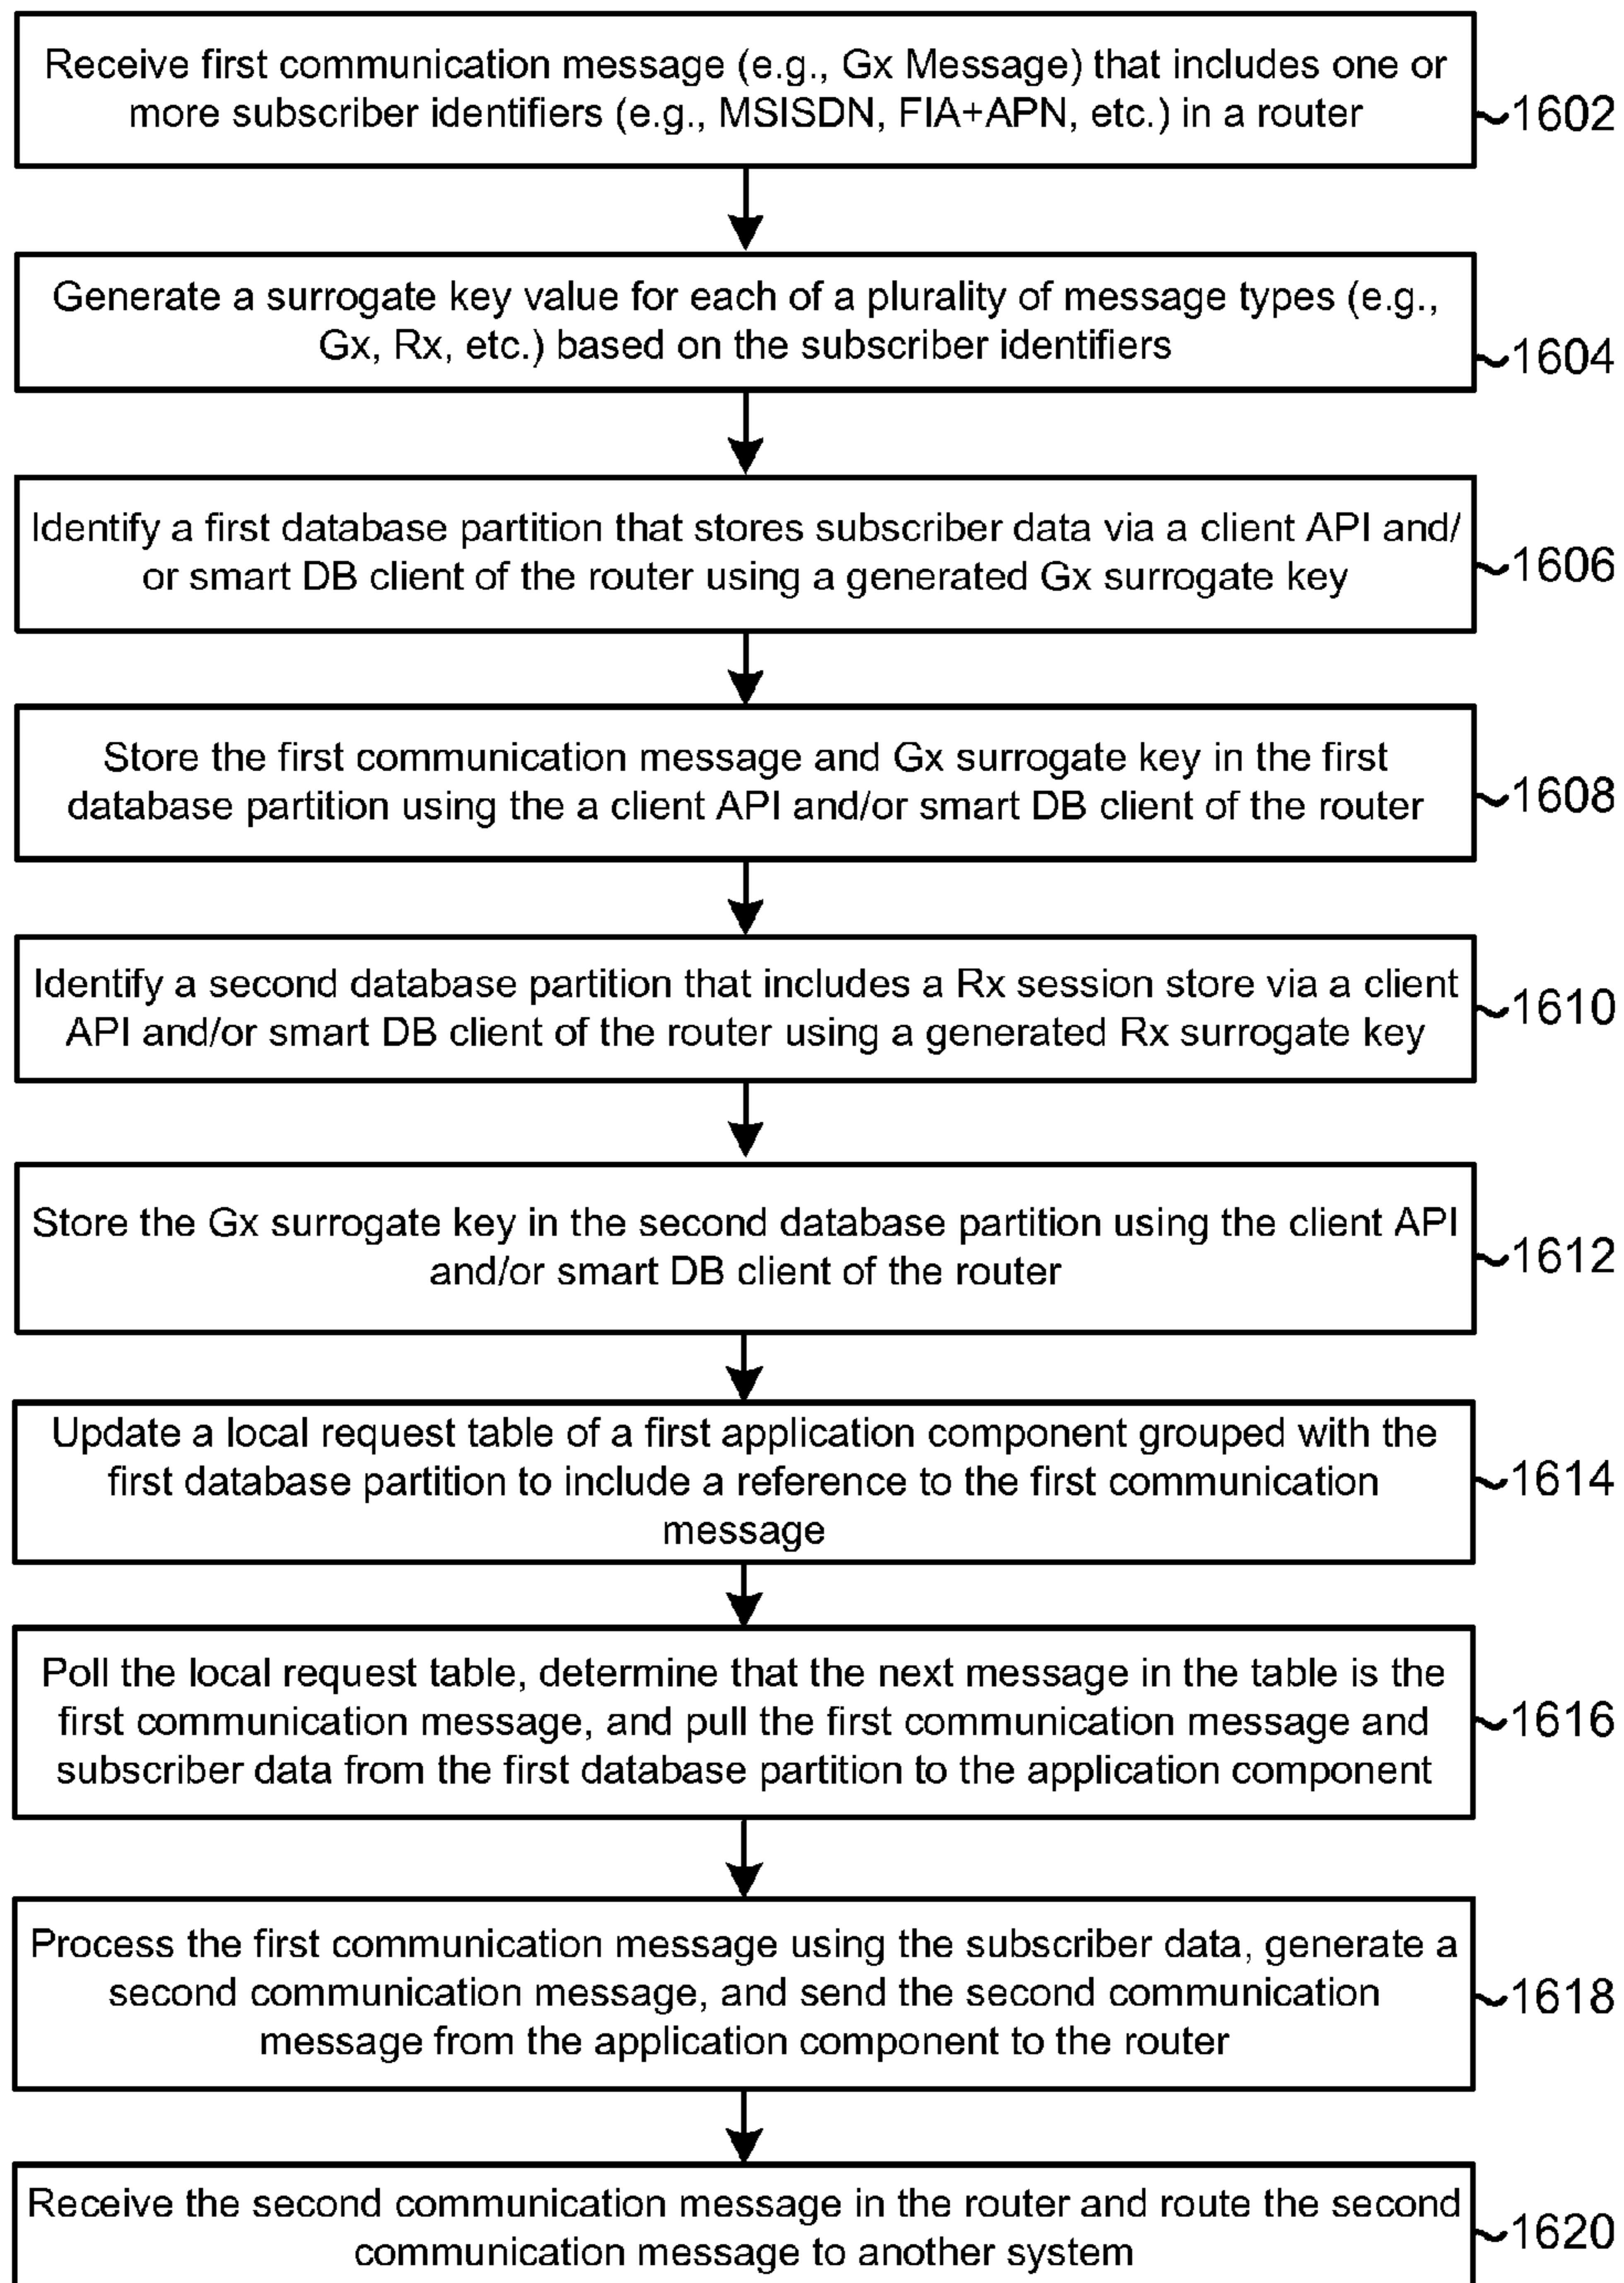 Receive first communication message (e.g., Gx Message) that includes one or
more subscriber identifiers (e.g., MSISDN, FIA+APN, etc.) in a router
1602
Generate a surrogate key value for each of a plurality of message types (e.g.,
Gx, Rx, etc.) based on the subscriber identifiers
1604
Identify a first database partition that stores subscriber data via a client API and/
or smart DB client of the router using a generated Gx surrogate key
1606
Store the first communication message and Gx surrogate key in the first
database partition using the a client API and/or smart DB client of the router
1608
Identify a second database partition that includes a Rx session store via a client
API and/or smart DB client of the router using a generated Rx surrogate key
1610
Store the Gx surrogate key in the second database partition using the client API
and/or smart DB client of the router
1612
Update a local request table of a first application component grouped with the
first database partition to include a reference to the first communication
message
1614
Poll the local request table, determine that the next message in the table is the
first communication message, and pull the first communication message and
subscriber data from the first database partition to the application component
1616
Process the first communication message using the subscriber data, generate a
second communication message, and send the second communication
message from the application component to the router
1618
Receive the second communication message in the router and route the second
communication message to another system
1620